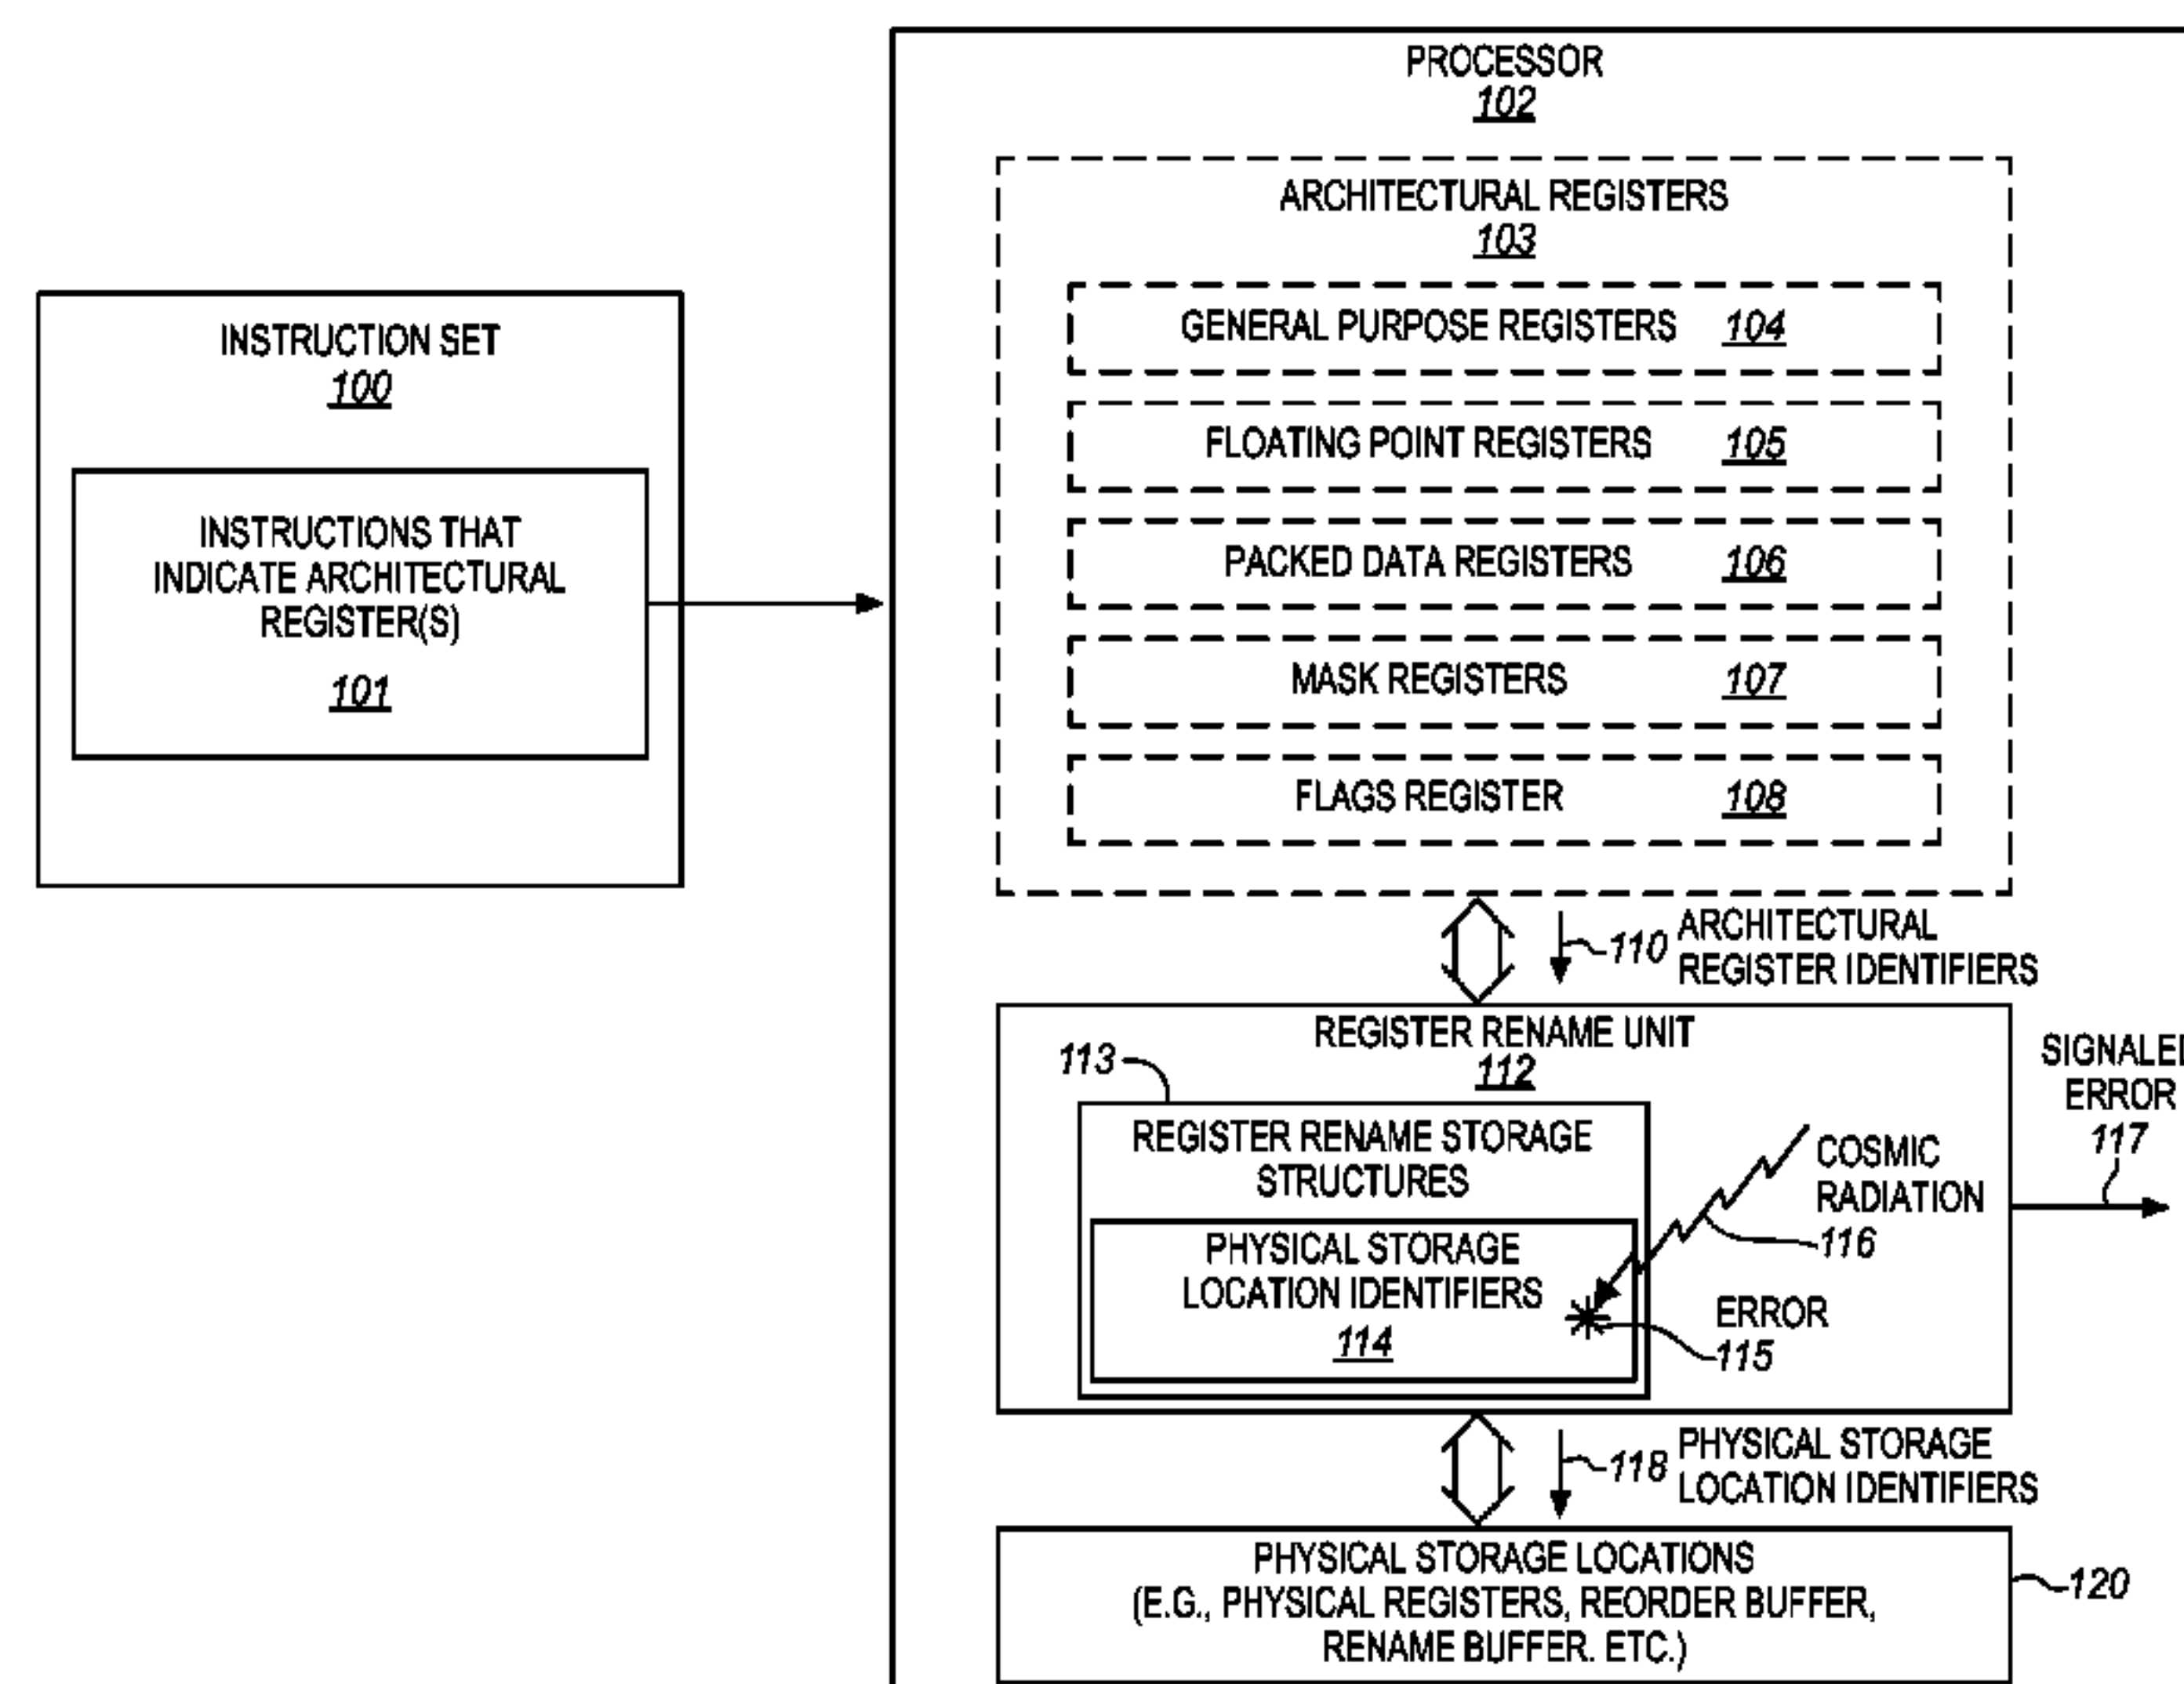 PROCESSOR
102
ARCHITECTURAL REGISTERS
103
GENERAL PURPOSE REGISTERS 104
FLOATING POINT REGISTERS 105
PACKED DATA REGISTERS 106
MASK REGISTERS 107
FLAGS REGISTER 108
INSTRUCTION SET
100
INSTRUCTIONS THAT
INDICATE ARCHITECTURAL
REGISTER(S)
101
110 ARCHITECTURAL
REGISTER IDENTIFIERS
REGISTER RENAME UNIT
112
113
REGISTER RENAME STORAGE
STRUCTURES
PHYSICAL STORAGE
LOCATION IDENTIFIERS
114
COSMIC
RADIATION
116
ERROR
115
SIGNALE
ERROR
117
118 PHYSICAL STORAGE
LOCATION IDENTIFIERS
PHYSICAL STORAGE LOCATIONS
(E.G., PHYSICAL REGISTERS, REORDER BUFFER,
RENAME BUFFER. ETC.)
120